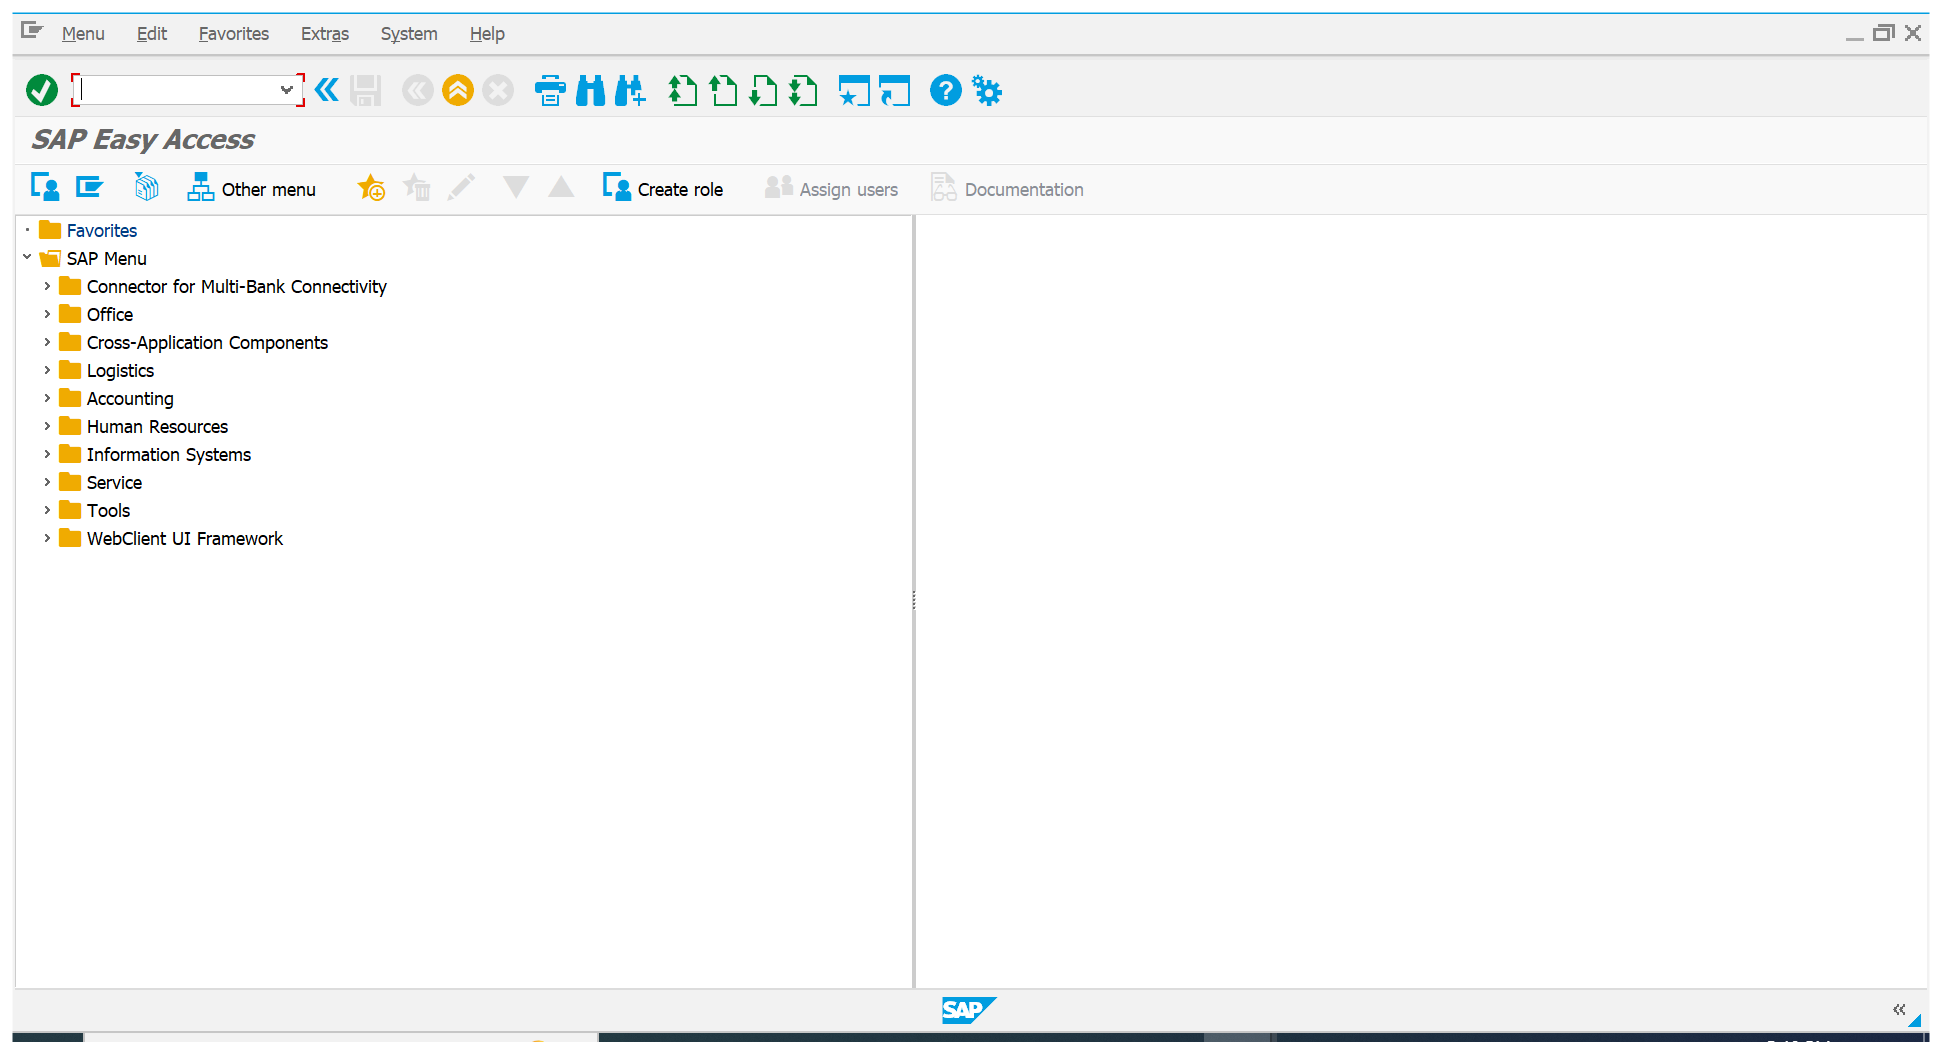 Menu Edit Favorites Extras System Help
SAP Easy Access
Other menu Create role Assign users Documentation
Favorites
SAP Menu
Connector for Multi-Bank Connectivity
Office
Cross-Application Components
Logistics
Accounting
Human Resources
Information Systems
Service
Tools
WebClient UI Framework
SAP